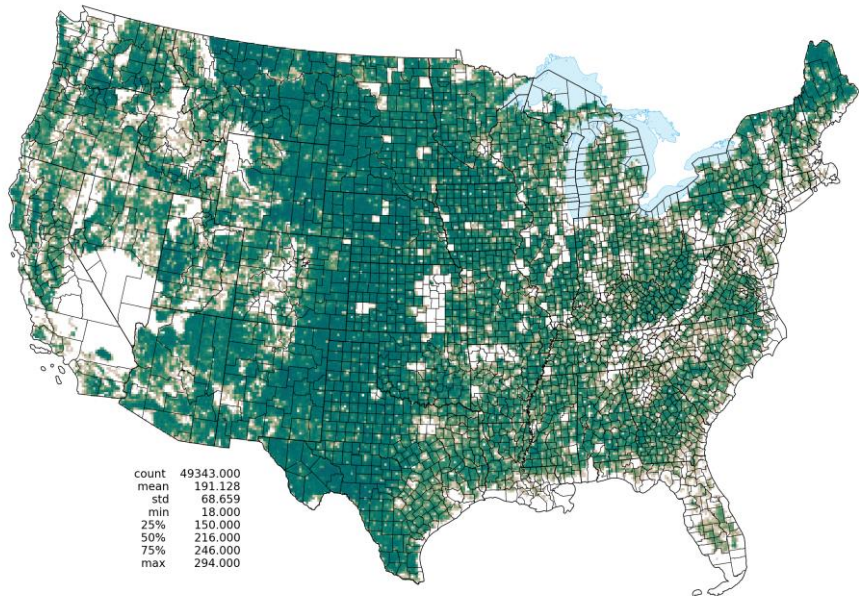 count 49343.000
mean 191.128
std 68.659
min 18.000
25% 150.000
50% 216.000
75% 246.000
max 294.000